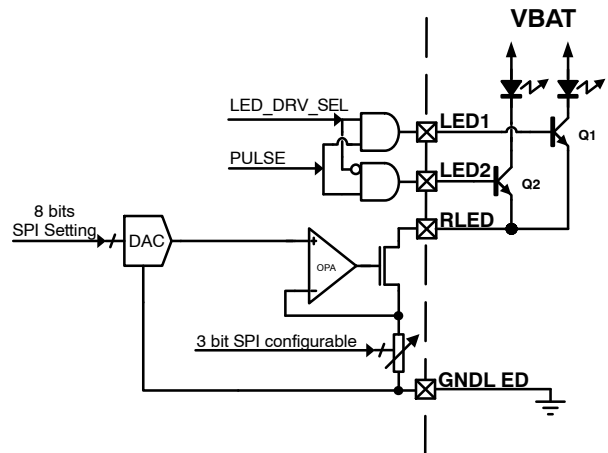 VBAT
LED_DRV_SEL
LED1
Q1
PULSE
LED2
Q2
8 bits
SPI Setting
DAC
RLED
OPA
+
−
3 bit SPI configurable
GNDL ED